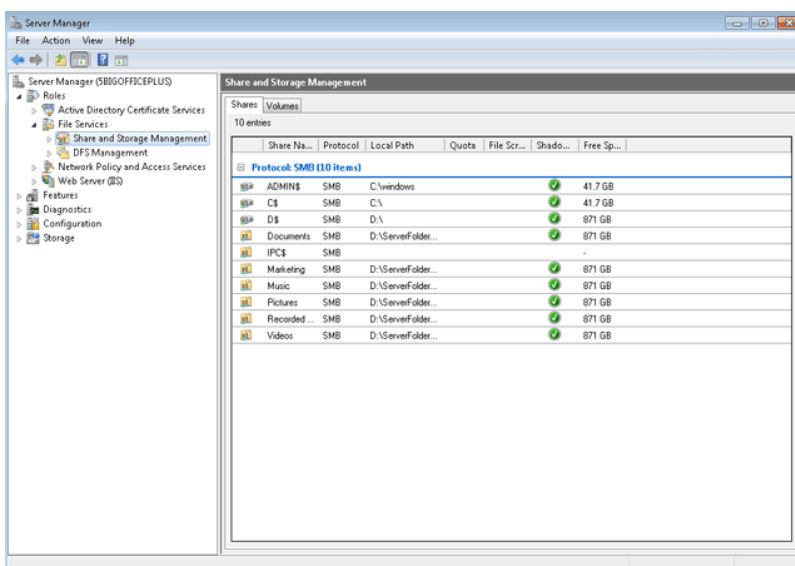 Server Manager
File Action View Help
Server Manager (5BIGOFFICEPLUS)
Roles
Active Directory Certificate Services
File Services
Share and Storage Management
DFS Management
Network Policy and Access Services
Web Server (IIS)
Features
Diagnostics
Configuration
Storage
Share and Storage Management
Shares Volumes
10 entries
Share Na... Protocol Local Path Quota File Scr... Shado... Free Sp...
Protocol: SMB (10 items)
ADMIN$ SMB C:\windows 41.7 GB
C$ SMB C:\ 41.7 GB
D$ SMB D:\ 871 GB
Documents SMB D:\ServerFolder... 871 GB
IPC$ SMB -
Marketing SMB D:\ServerFolder... 871 GB
Music SMB D:\ServerFolder... 871 GB
Pictures SMB D:\ServerFolder... 871 GB
Recorded ... SMB D:\ServerFolder... 871 GB
Videos SMB D:\ServerFolder... 871 GB